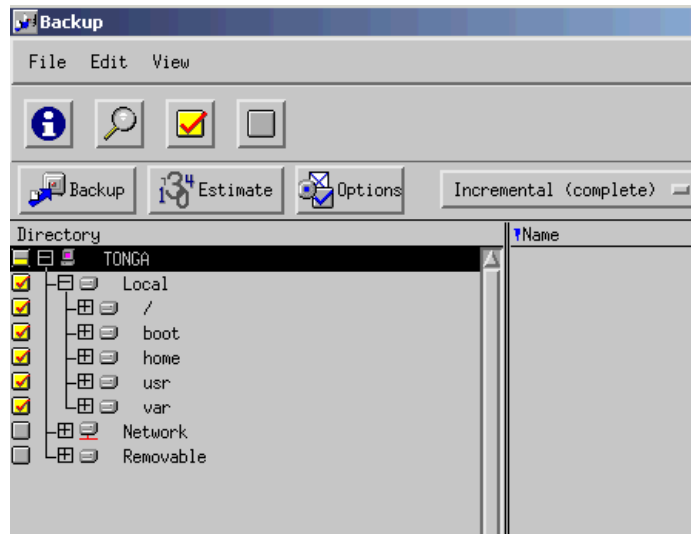 Backup
File Edit View
Backup Estimate Options Incremental (complete)
Directory Name
TONGA
Local
/
boot
home
usr
var
Network
Removable